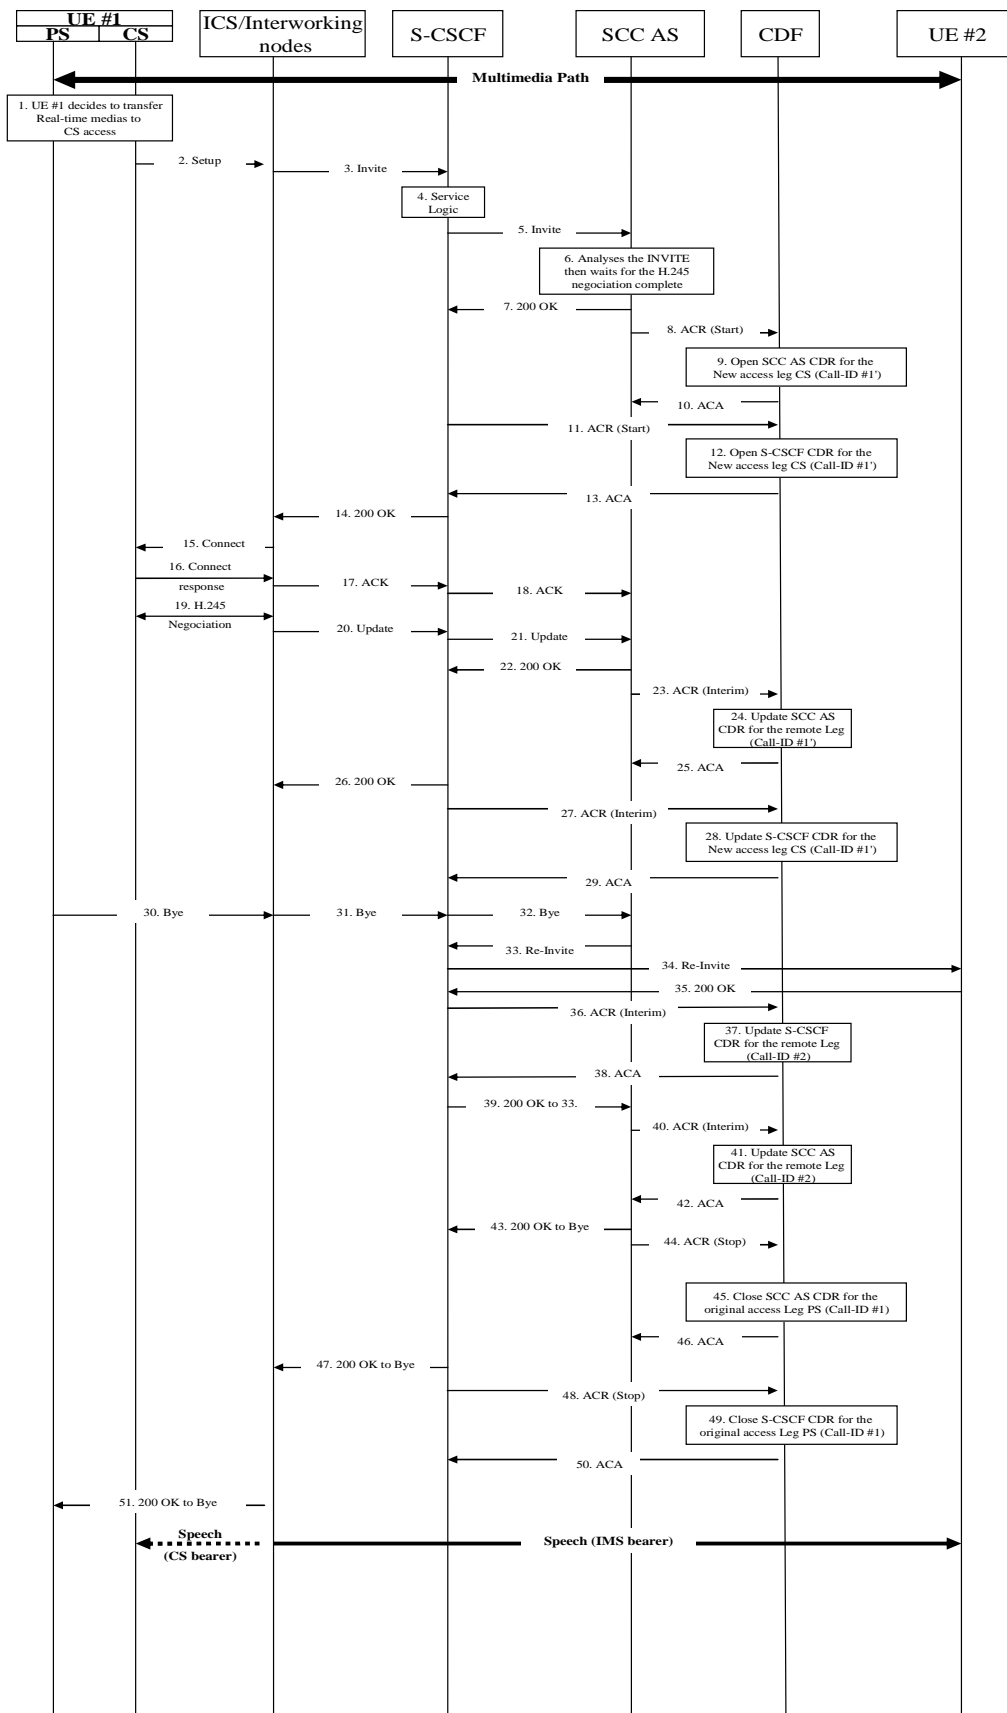 UE #1
PS
CS
ICS/Interworking
nodes
S-CSCF
SCC AS
CDF
UE #2
Multimedia Path
1. UE #1 decides to transfer
Real-time medias to
CS access
2. Setup
3. Invite
4. Service
Logic
5. Invite
6. Analyses the INVITE
then waits for the H.245
negociation complete
7. 200 OK
8. ACR (Start)
9. Open SCC AS CDR for the
New access leg CS (Call-ID #1')
10. ACA
11. ACR (Start)
12. Open S-CSCF CDR for the
New access leg CS (Call-ID #1')
13. ACA
14. 200 OK
15. Connect
16. Connect
response
17. ACK
18. ACK
19. H.245
Negociation
20. Update
21. Update
22. 200 OK
23. ACR (Interim)
24. Update SCC AS
CDR for the remote Leg
(Call-ID #1')
25. ACA
26. 200 OK
27. ACR (Interim)
28. Update S-CSCF CDR for the
New access leg CS (Call-ID #1')
29. ACA
30. Bye
31. Bye
32. Bye
33. Re-Invite
34. Re-Invite
35. 200 OK
36. ACR (Interim)
37. Update S-CSCF
CDR for the remote Leg
(Call-ID #2)
38. ACA
39. 200 OK to 33.
40. ACR (Interim)
41. Update SCC AS
CDR for the remote Leg
(Call-ID #2)
42. ACA
43. 200 OK to Bye
44. ACR (Stop)
45. Close SCC AS CDR for the
original access Leg PS (Call-ID #1)
46. ACA
47. 200 OK to Bye
48. ACR (Stop)
49. Close S-CSCF CDR for the
original access Leg PS (Call-ID #1)
50. ACA
51. 200 OK to Bye
Speech
(CS bearer)
Speech (IMS bearer)